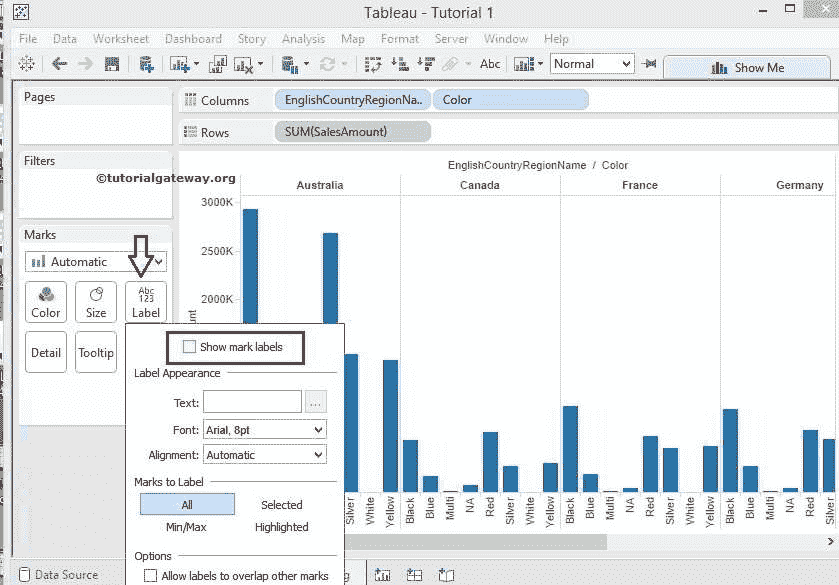 Tableau - Tutorial 1
File Data Worksheet Dashboard Story Analysis Map Format Server Window Help
Abc Normal Show Me
Pages
Columns EnglishCountryRegionNa.. Color
Rows SUM(SalesAmount)
Filters
©tutorialgateway.org
EnglishCountryRegionName / Color
Australia Canada France Germany
3000K
2500K
2000K
Marks
Automatic
Abc
123
Color Size Label
Detail Tooltip
Show mark labels
Label Appearance
Text: ...
Font: Arial, 8pt
Alignment: Automatic
Marks to Label
All Selected
Min/Max Highlighted
Options
Allow labels to overlap other marks
Silver White Yellow Black Blue Multi NA Red Silver White Yellow Black Blue Multi NA Red Silver White Yellow Black Blue Multi NA Red Silver
Data Source